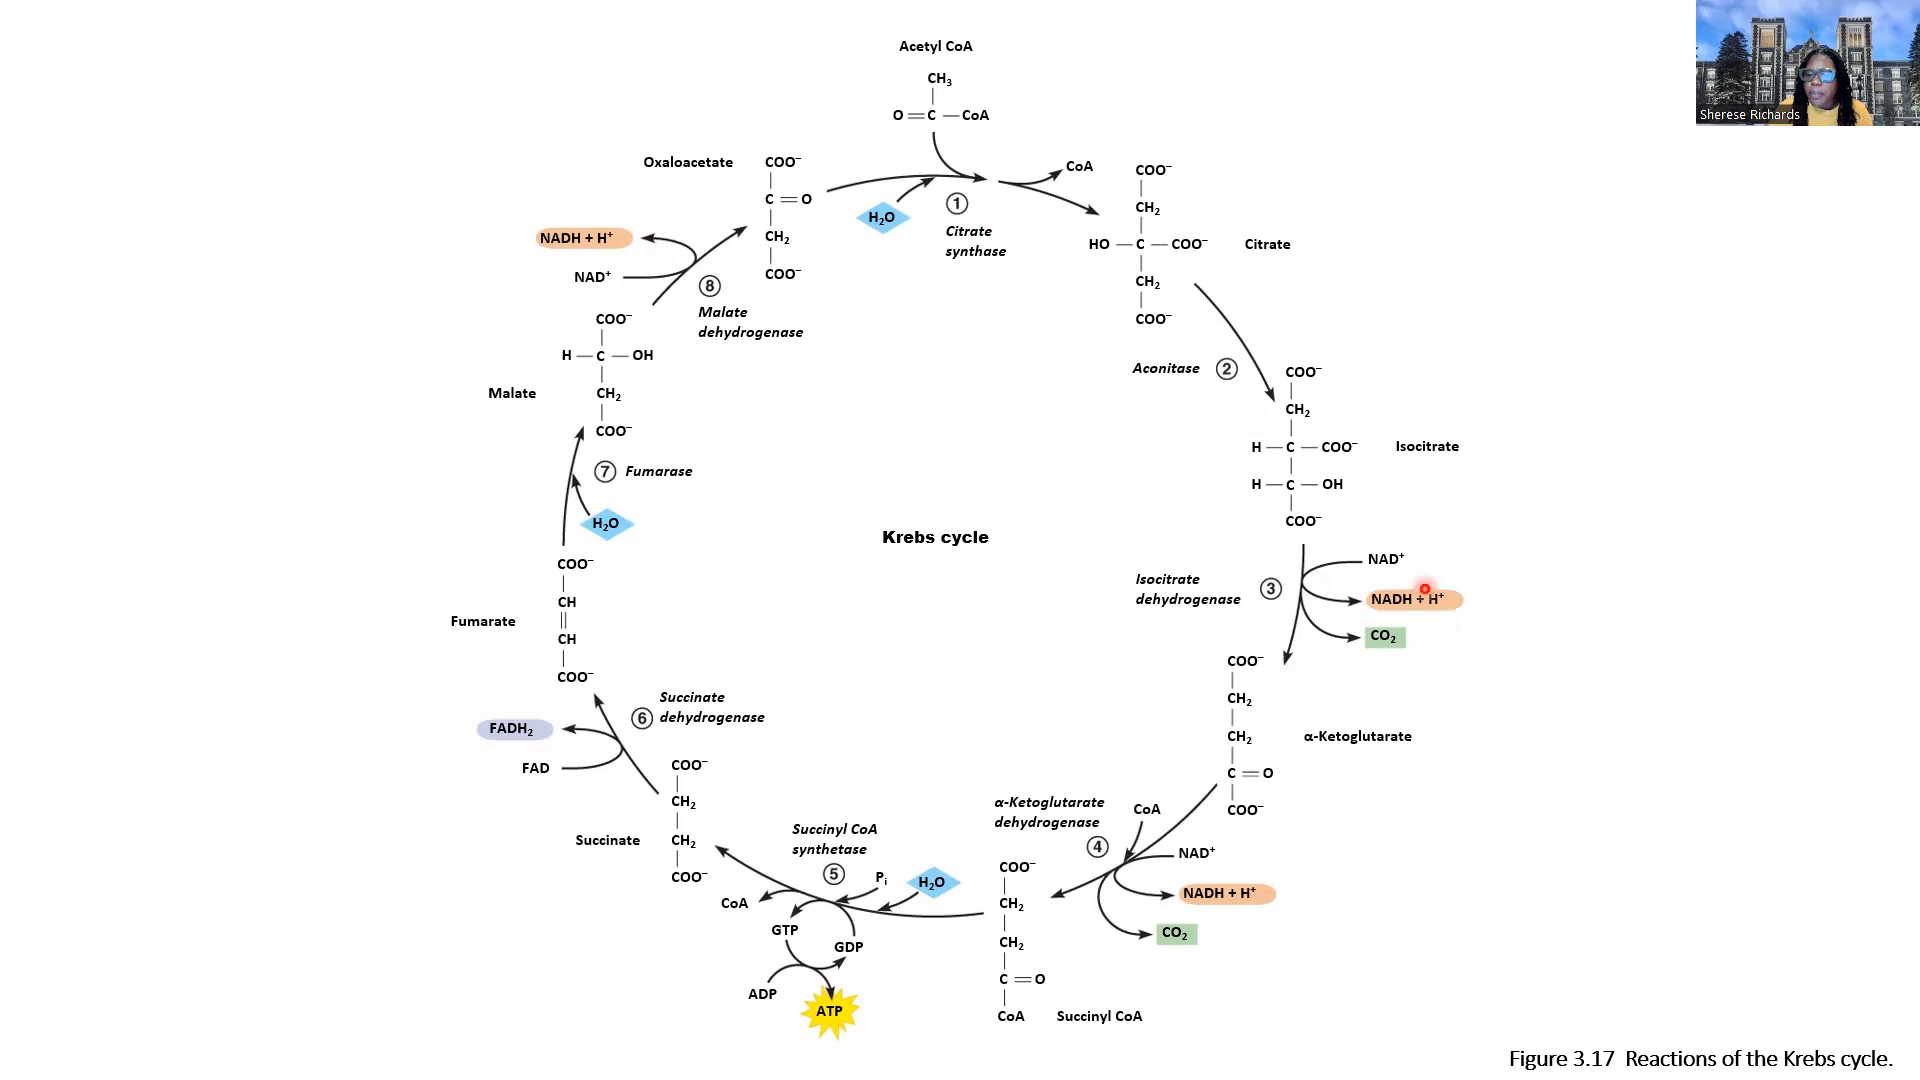 Acetyl CoA
CH₃
O=C—CoA
Sherese Richards
Oxaloacetate
COO⁻
C=O
CH₂
COO⁻
H₂O
1
Citrate
synthase
CoA
COO⁻
CH₂
HO—C—COO⁻
CH₂
COO⁻
Citrate
NADH + H⁺
NAD⁺
8
Malate
dehydrogenase
COO⁻
H—C—OH
CH₂
COO⁻
Malate
Aconitase 2
COO⁻
CH₂
H—C—COO⁻
H—C—OH
COO⁻
Isocitrate
7 Fumarase
H₂O
Krebs cycle
Isocitrate
dehydrogenase
3
NAD⁺
NADH + H⁺
CO₂
COO⁻
CH
CH
COO⁻
Fumarate
COO⁻
CH₂
CH₂
C=O
COO⁻
α-Ketoglutarate
6
Succinate
dehydrogenase
FADH₂
FAD
COO⁻
CH₂
CH₂
COO⁻
Succinate
α-Ketoglutarate
dehydrogenase
4
CoA
NAD⁺
NADH + H⁺
CO₂
Succinyl CoA
synthetase
5
Pᵢ
H₂O
CoA
GTP
GDP
ADP
ATP
COO⁻
CH₂
CH₂
C=O
CoA
Succinyl CoA
Figure 3.17 Reactions of the Krebs cycle.